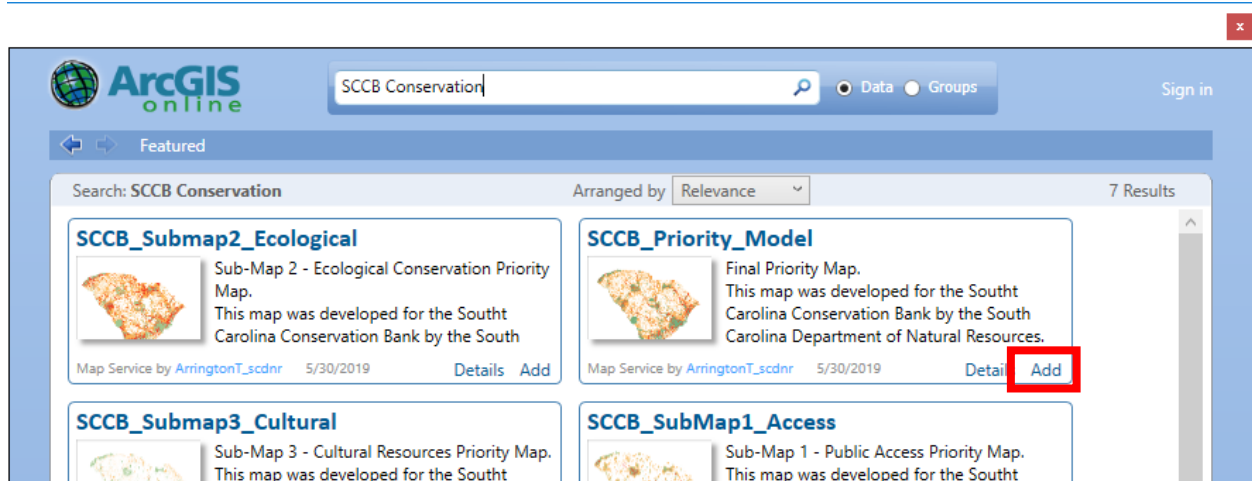 x
ArcGIS
online
SCCB Conservation
Data
Groups
Sign in
Featured
Search: SCCB Conservation
Arranged by
Relevance
7 Results
SCCB_Submap2_Ecological
Sub-Map 2 - Ecological Conservation Priority
Map.
This map was developed for the Southt
Carolina Conservation Bank by the South
Map Service by ArringtonT_scdnr 5/30/2019 Details Add
SCCB_Priority_Model
Final Priority Map.
This map was developed for the Southt
Carolina Conservation Bank by the South
Carolina Department of Natural Resources.
Map Service by ArringtonT_scdnr 5/30/2019 Detail Add
SCCB_Submap3_Cultural
Sub-Map 3 - Cultural Resources Priority Map.
This map was developed for the Southt
SCCB_SubMap1_Access
Sub-Map 1 - Public Access Priority Map.
This map was developed for the Southt